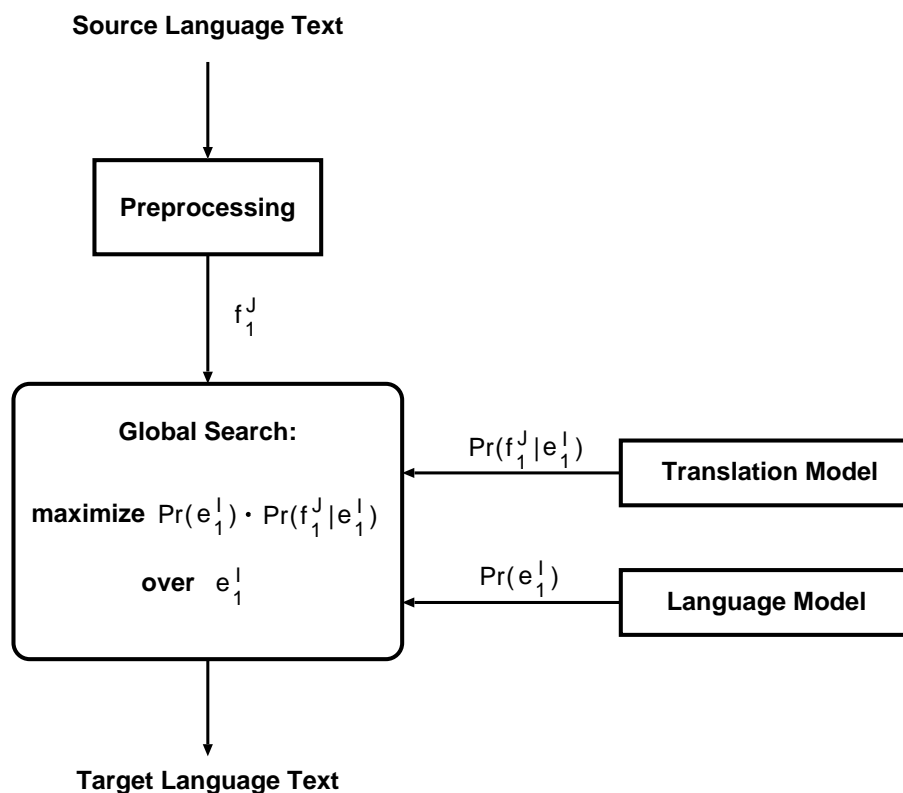 Source Language Text
Preprocessing
f_1^J
Global Search:
Pr(f_1^J|e_1^I)
Translation Model
maximize Pr(e_1^I) · Pr(f_1^J|e_1^I)
over e_1^I
Pr(e_1^I)
Language Model
Target Language Text